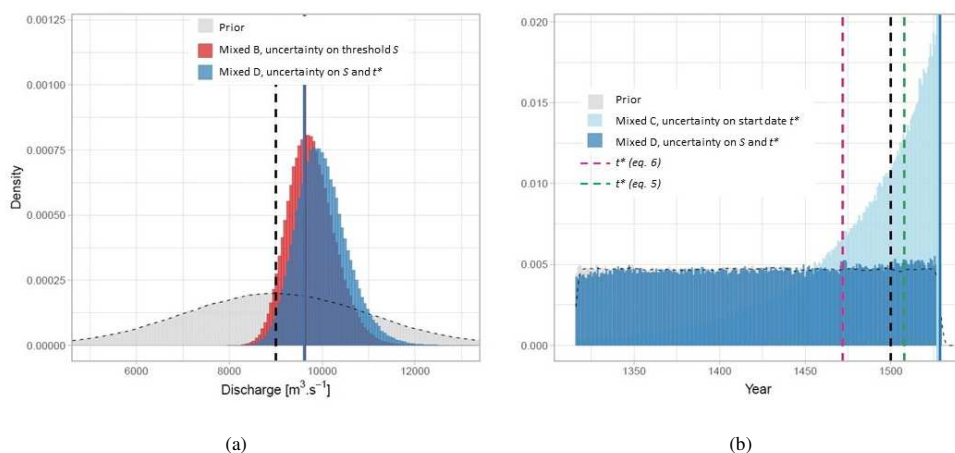 0.00125
0.00100
0.00075
0.00050
0.00025
0.00000
Density
Prior
Mixed B, uncertainty on threshold S
Mixed D, uncertainty on S and t*
6000
8000
10000
12000
Discharge [m³.s⁻¹]
(a)
0.020
0.015
0.010
0.005
0.000
Prior
Mixed C, uncertainty on start date t*
Mixed D, uncertainty on S and t*
t* (eq. 6)
t* (eq. 5)
1350
1400
1450
1500
Year
(b)